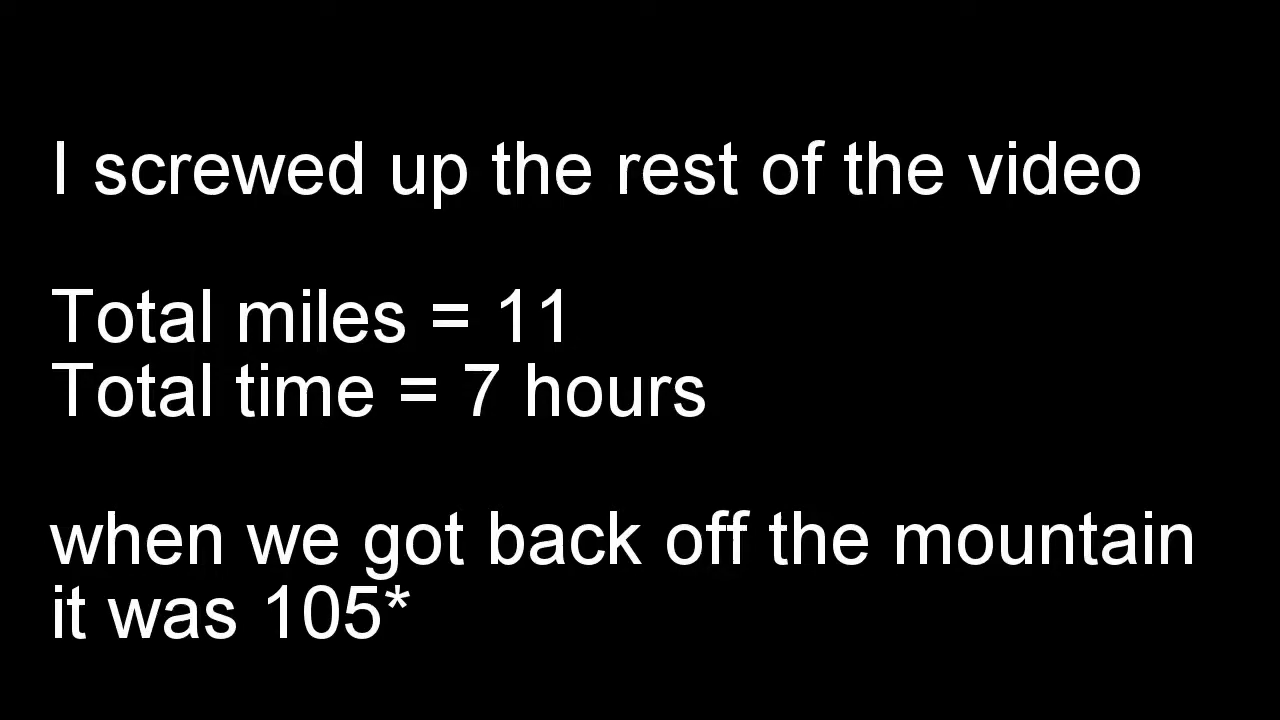 I screwed up the rest of the video
Total miles = 11
Total time = 7 hours
when we got back off the mountain
it was 105*